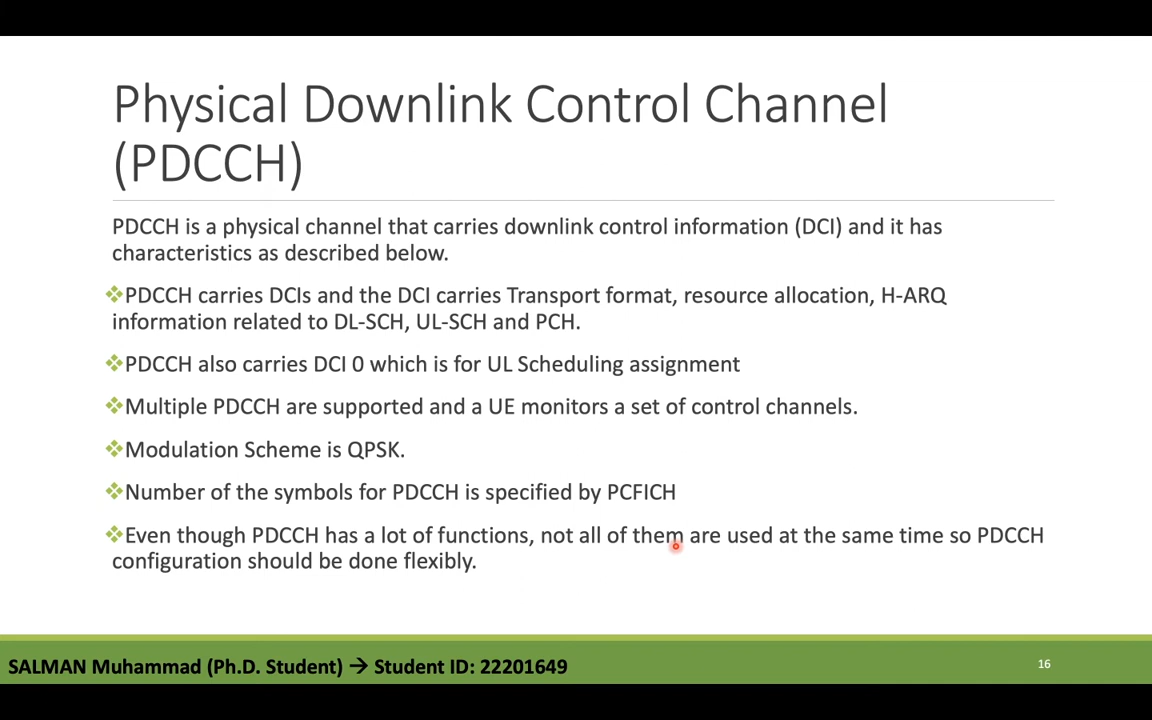 Physical Downlink Control Channel
(PDCCH)
PDCCH is a physical channel that carries downlink control information (DCI) and it has
characteristics as described below.
❖PDCCH carries DCIs and the DCI carries Transport format, resource allocation, H-ARQ
information related to DL-SCH, UL-SCH and PCH.
❖PDCCH also carries DCI 0 which is for UL Scheduling assignment
❖Multiple PDCCH are supported and a UE monitors a set of control channels.
❖Modulation Scheme is QPSK.
❖Number of the symbols for PDCCH is specified by PCFICH
❖Even though PDCCH has a lot of functions, not all of them are used at the same time so PDCCH
configuration should be done flexibly.
SALMAN Muhammad (Ph.D. Student) → Student ID: 22201649
16